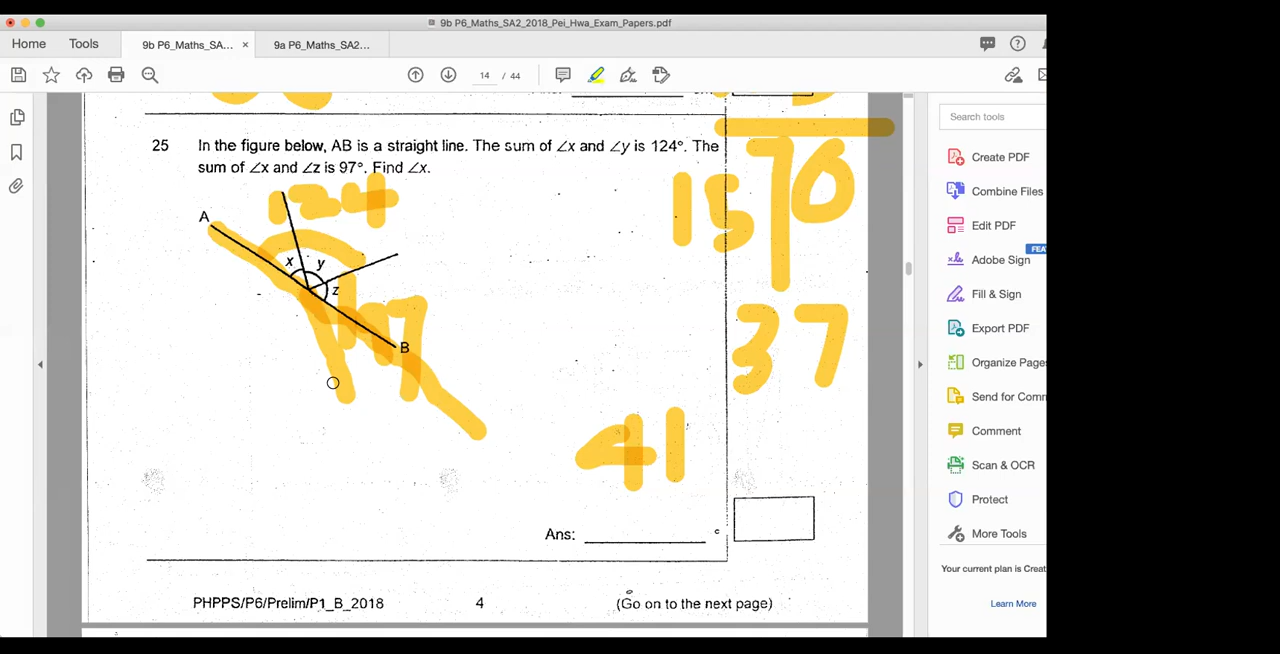 9b P6_Maths_SA2_2018_Pei_Hwa_Exam_Papers.pdf
Home Tools 9b P6_Maths_SA... × 9a P6_Maths_SA2...
14 / 44
Search tools
25 In the figure below, AB is a straight line. The sum of ∠x and ∠y is 124°. The
sum of ∠x and ∠z is 97°. Find ∠x.
124
A
x y
z
B
97
15
76
37
41
Ans:
PHPPS/P6/Prelim/P1_B_2018 4 (Go on to the next page)
Create PDF
Combine Files
Edit PDF
FEA
Adobe Sign
Fill & Sign
Export PDF
Organize Page
Send for Comm
Comment
Scan & OCR
Protect
More Tools
Your current plan is Creat
Learn More